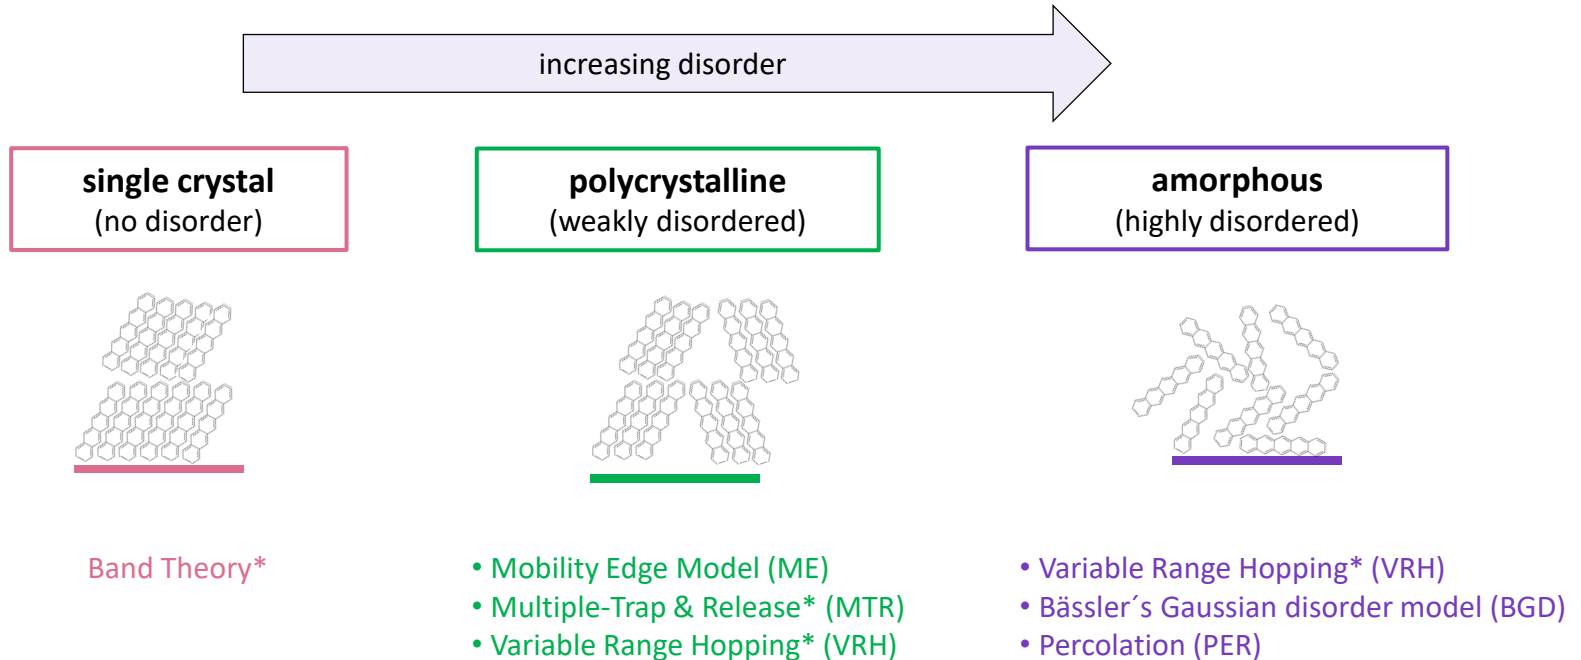 increasing disorder
single crystal
(no disorder)
polycrystalline
(weakly disordered)
amorphous
(highly disordered)
Band Theory*
• Mobility Edge Model (ME)
• Multiple-Trap & Release* (MTR)
• Variable Range Hopping* (VRH)
• Variable Range Hopping* (VRH)
• Bässler´s Gaussian disorder model (BGD)
• Percolation (PER)